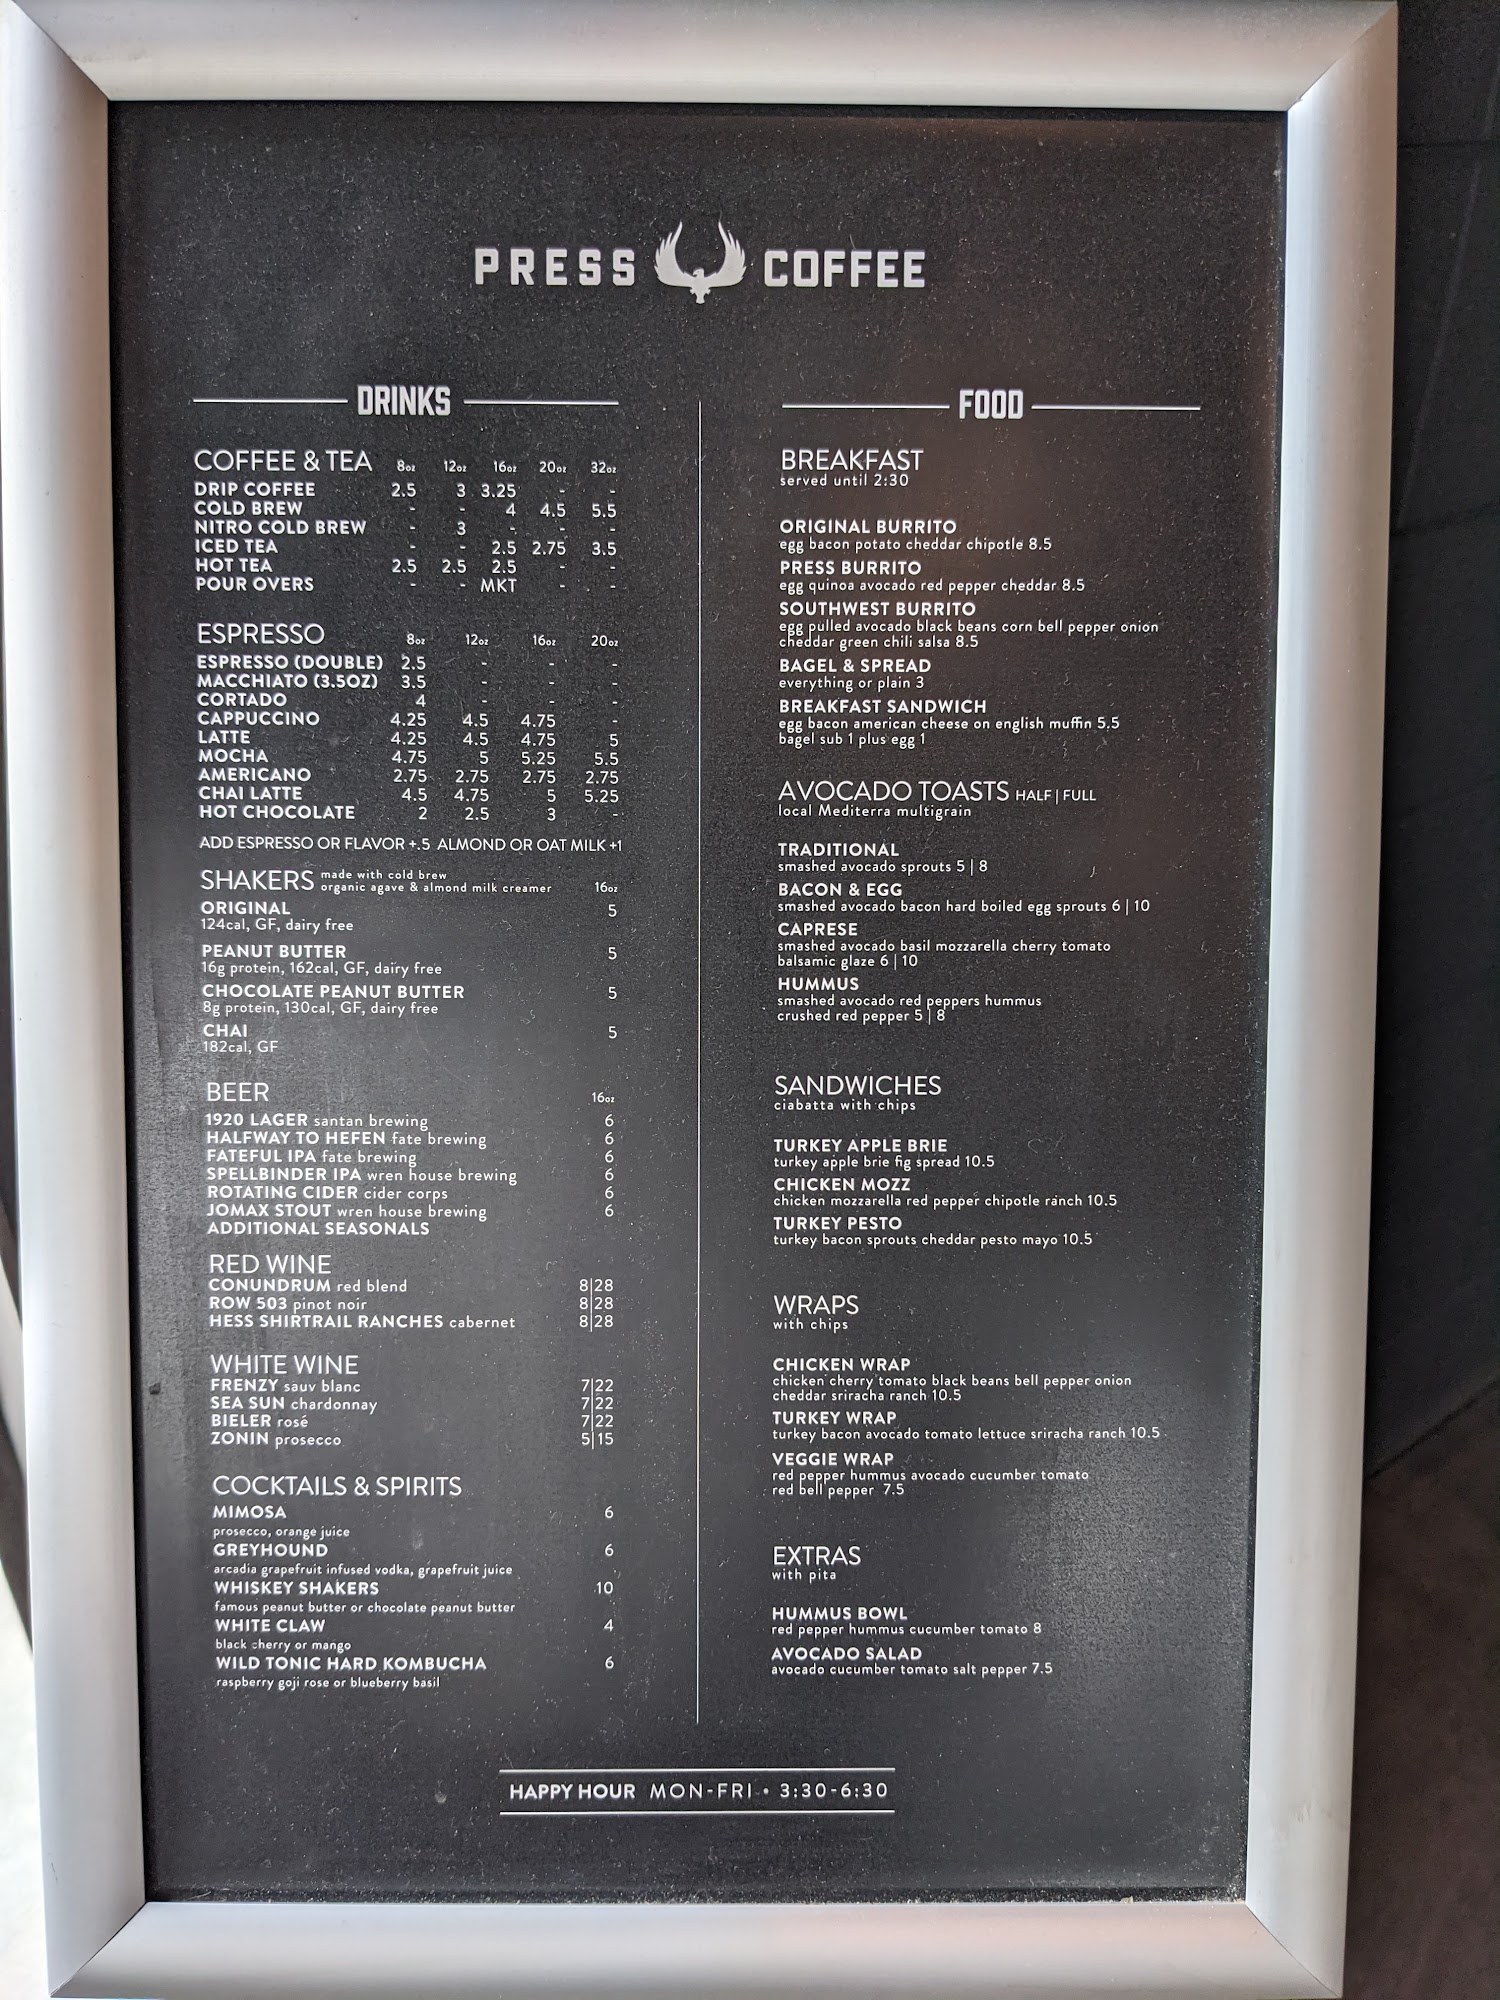 PRESS COFFEE
DRINKS
COFFEE & TEA 8oz 12oz 16oz 20oz 32oz
DRIP COFFEE 2.5 3 3.25 - -
COLD BREW - - 4 4.5 5.5
NITRO COLD BREW - 3 - - -
ICED TEA - - 2.5 2.75 3.5
HOT TEA 2.5 2.5 2.5 - -
POUR OVERS - - MKT - -
ESPRESSO 8oz 12oz 16oz 20oz
ESPRESSO (DOUBLE) 2.5 - - -
MACCHIATO (3.5OZ) 3.5 - - -
CORTADO 4 - - -
CAPPUCCINO 4.25 4.5 4.75 -
LATTE 4.25 4.5 4.75 5
MOCHA 4.75 5 5.25 5.5
AMERICANO 2.75 2.75 2.75 2.75
CHAI LATTE 4.5 4.75 5 5.25
HOT CHOCOLATE 2 2.5 3 -
ADD ESPRESSO OR FLAVOR +.5 ALMOND OR OAT MILK +1
SHAKERS made with cold brew
organic agave & almond milk creamer 16oz
ORIGINAL 5
124cal, GF, dairy free
PEANUT BUTTER 5
16g protein, 162cal, GF, dairy free
CHOCOLATE PEANUT BUTTER 5
8g protein, 130cal, GF, dairy free
CHAI 5
182cal, GF
BEER 16oz
1920 LAGER santan brewing 6
HALFWAY TO HEFEN fate brewing 6
FATEFUL IPA fate brewing 6
SPELLBINDER IPA wren house brewing 6
ROTATING CIDER cider corps 6
JOMAX STOUT wren house brewing 6
ADDITIONAL SEASONALS
RED WINE
CONUNDRUM red blend 8|28
ROW 503 pinot noir 8|28
HESS SHIRTRAIL RANCHES cabernet 8|28
WHITE WINE
FRENZY sauv blanc 7|22
SEA SUN chardonnay 7|22
BIELER rosé 7|22
ZONIN prosecco 5|15
COCKTAILS & SPIRITS
MIMOSA 6
prosecco, orange juice
GREYHOUND 6
arcadia grapefruit infused vodka, grapefruit juice
WHISKEY SHAKERS 10
famous peanut butter or chocolate peanut butter
WHITE CLAW 4
black cherry or mango
WILD TONIC HARD KOMBUCHA 6
raspberry goji rose or blueberry basil
FOOD
BREAKFAST
served until 2:30
ORIGINAL BURRITO
egg bacon potato cheddar chipotle 8.5
PRESS BURRITO
egg quinoa avocado red pepper cheddar 8.5
SOUTHWEST BURRITO
egg pulled avocado black beans corn bell pepper onion
cheddar green chili salsa 8.5
BAGEL & SPREAD
everything or plain 3
BREAKFAST SANDWICH
egg bacon american cheese on english muffin 5.5
bagel sub 1 plus egg 1
AVOCADO TOASTS HALF | FULL
local Mediterra multigrain
TRADITIONAL
smashed avocado sprouts 5 | 8
BACON & EGG
smashed avocado bacon hard boiled egg sprouts 6 | 10
CAPRESE
smashed avocado basil mozzarella cherry tomato
balsamic glaze 6 | 10
HUMMUS
smashed avocado red peppers hummus
crushed red pepper 5 | 8
SANDWICHES
ciabatta with chips
TURKEY APPLE BRIE
turkey apple brie fig spread 10.5
CHICKEN MOZZ
chicken mozzarella red pepper chipotle ranch 10.5
TURKEY PESTO
turkey bacon sprouts cheddar pesto mayo 10.5
WRAPS
with chips
CHICKEN WRAP
chicken cherry tomato black beans bell pepper onion
cheddar sriracha ranch 10.5
TURKEY WRAP
turkey bacon avocado tomato lettuce sriracha ranch 10.5
VEGGIE WRAP
red pepper hummus avocado cucumber tomato
red bell pepper 7.5
EXTRAS
with pita
HUMMUS BOWL
red pepper hummus cucumber tomato 8
AVOCADO SALAD
avocado cucumber tomato salt pepper 7.5
HAPPY HOUR MON-FRI • 3:30-6:30